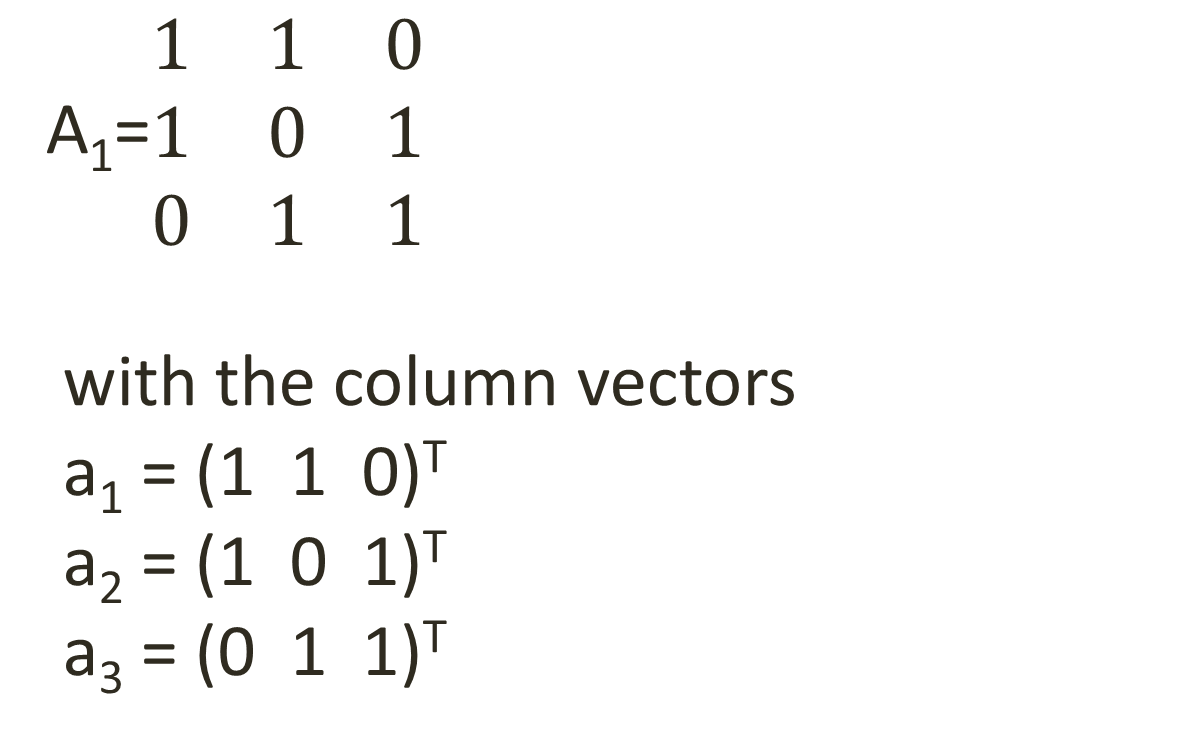 1 1 0
A₁=1 0 1
0 1 1
with the column vectors
a₁ = (1 1 0)ᵀ
a₂ = (1 0 1)ᵀ
a₃ = (0 1 1)ᵀ